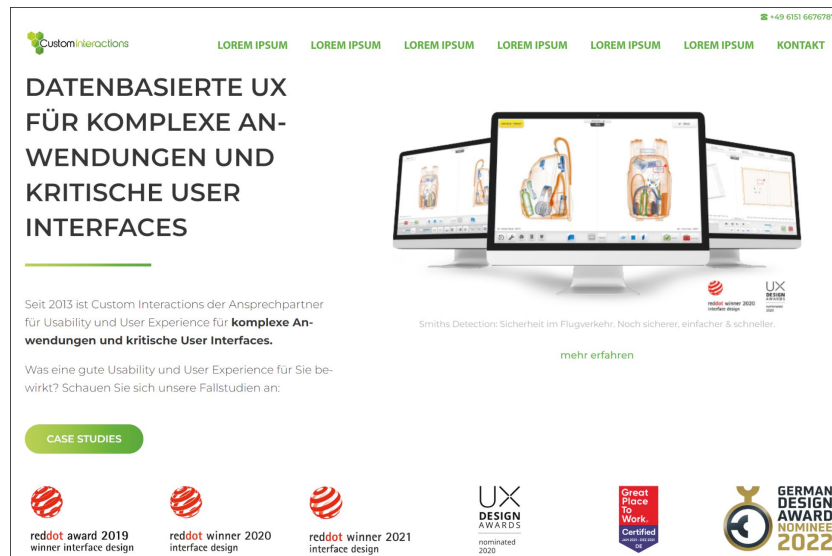 ☎ +49 6151 6676787
Custominteractions
LOREM IPSUM LOREM IPSUM LOREM IPSUM LOREM IPSUM LOREM IPSUM LOREM IPSUM KONTAKT
DATENBASIERTE UX
FÜR KOMPLEXE AN-
WENDUNGEN UND
KRITISCHE USER
INTERFACES
Seit 2013 ist Custom Interactions der Ansprechpartner
für Usability und User Experience für komplexe An-
wendungen und kritische User Interfaces.
Was eine gute Usability und User Experience für Sie be-
wirkt? Schauen Sie sich unsere Fallstudien an:
CASE STUDIES
reddot winner 2020
interface design
UX
DESIGN
AWARDS
nominated
2020
Smiths Detection: Sicherheit im Flugverkehr. Noch sicherer, einfacher & schneller.
mehr erfahren
reddot award 2019
winner interface design
reddot winner 2020
interface design
reddot winner 2021
interface design
UX
DESIGN
AWARDS
nominated
2020
Great
Place
To
Work.
Certified
DE
GERMAN
DESIGN
AWARD
NOMINEE
2022